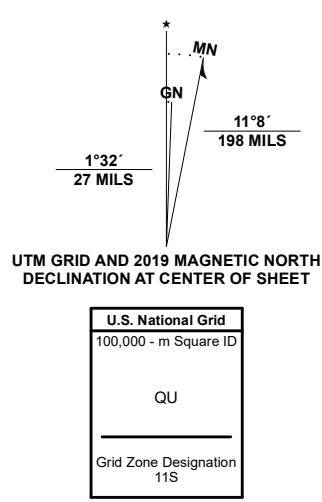 ★
MN
GN
11°8´
198 MILS
1°32´
27 MILS
UTM GRID AND 2019 MAGNETIC NORTH
DECLINATION AT CENTER OF SHEET
U.S. National Grid
100,000 - m Square ID
QU
Grid Zone Designation
11S